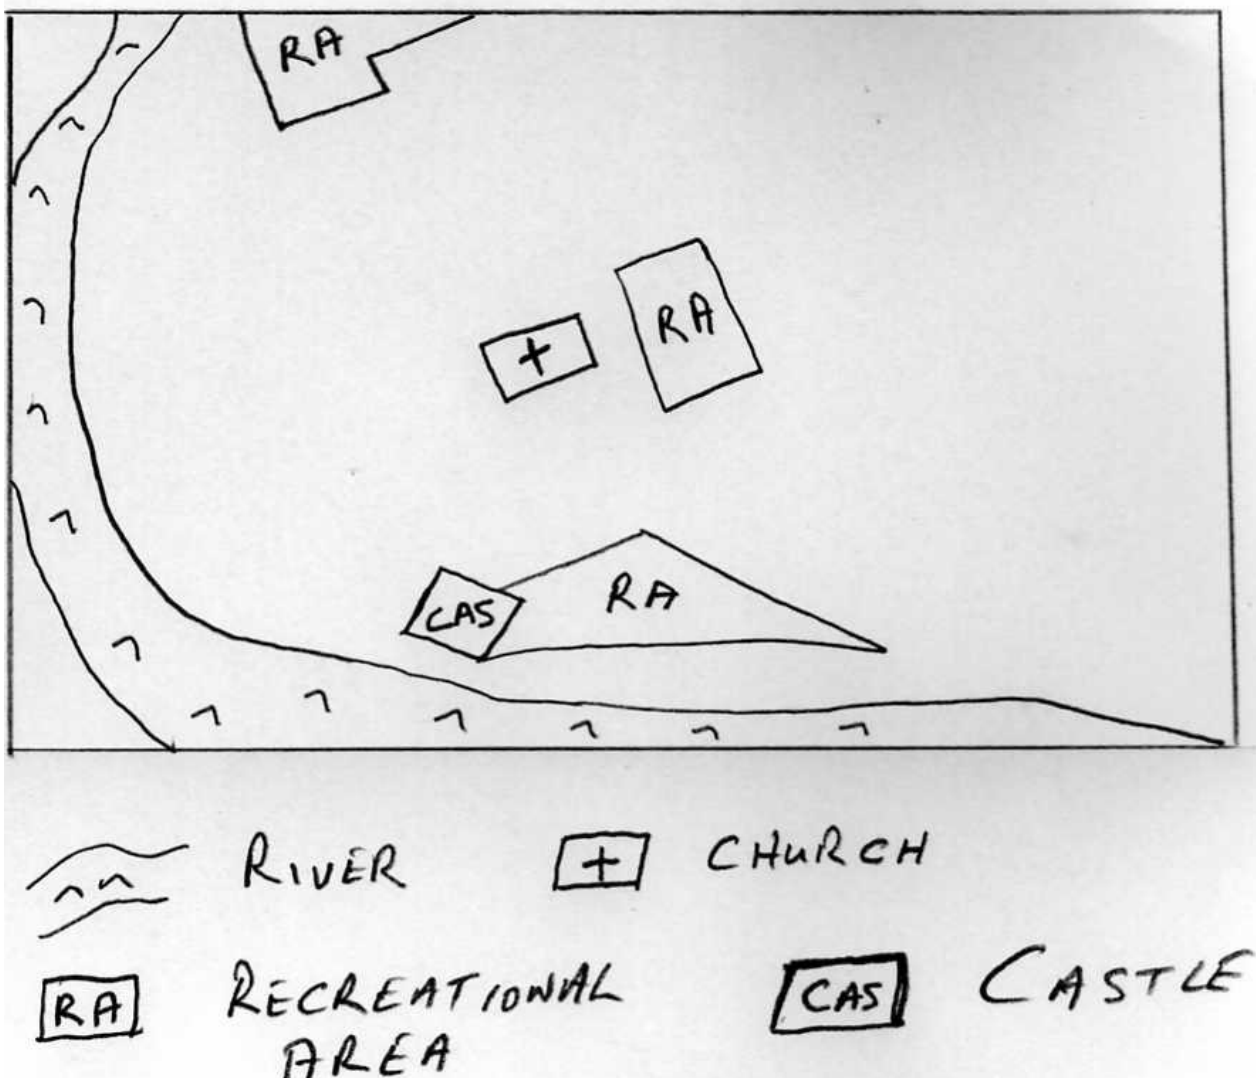 RA
+
RA
CAS
RA
RIVER
+ CHURCH
RA RECREATIONAL
AREA
CAS CASTLE